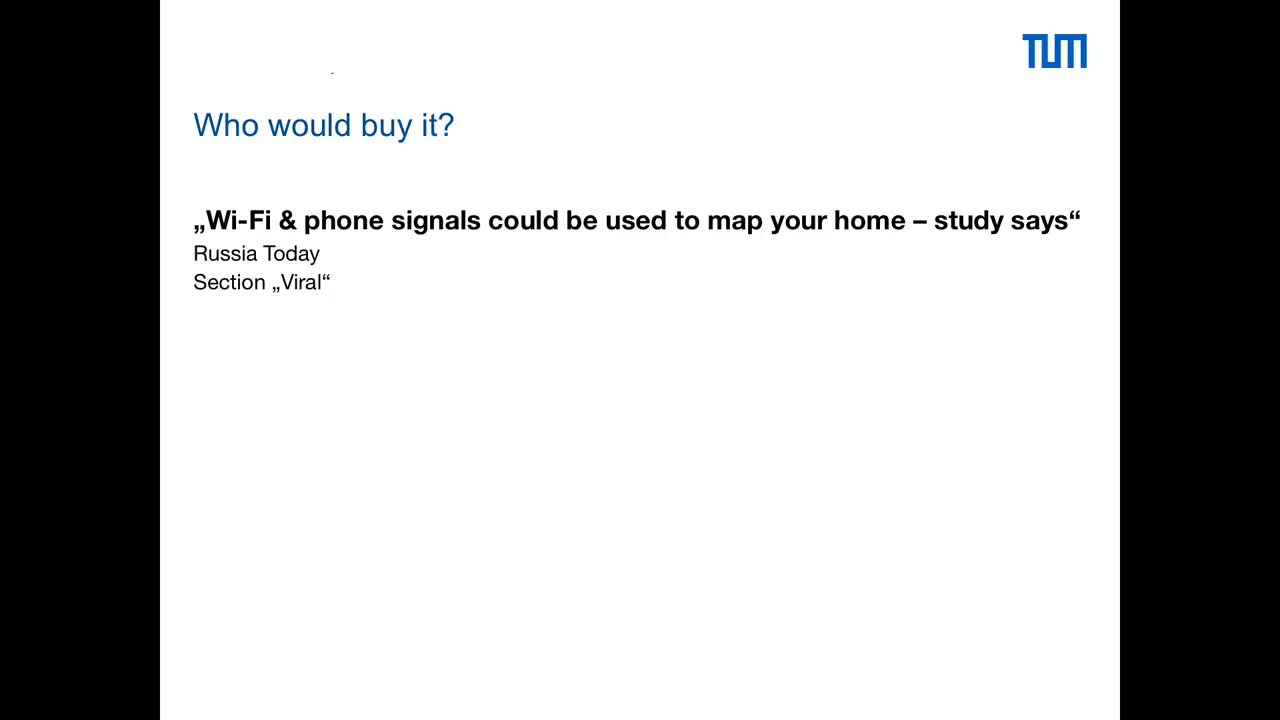 TUM
Who would buy it?
„Wi-Fi & phone signals could be used to map your home – study says“
Russia Today
Section „Viral“